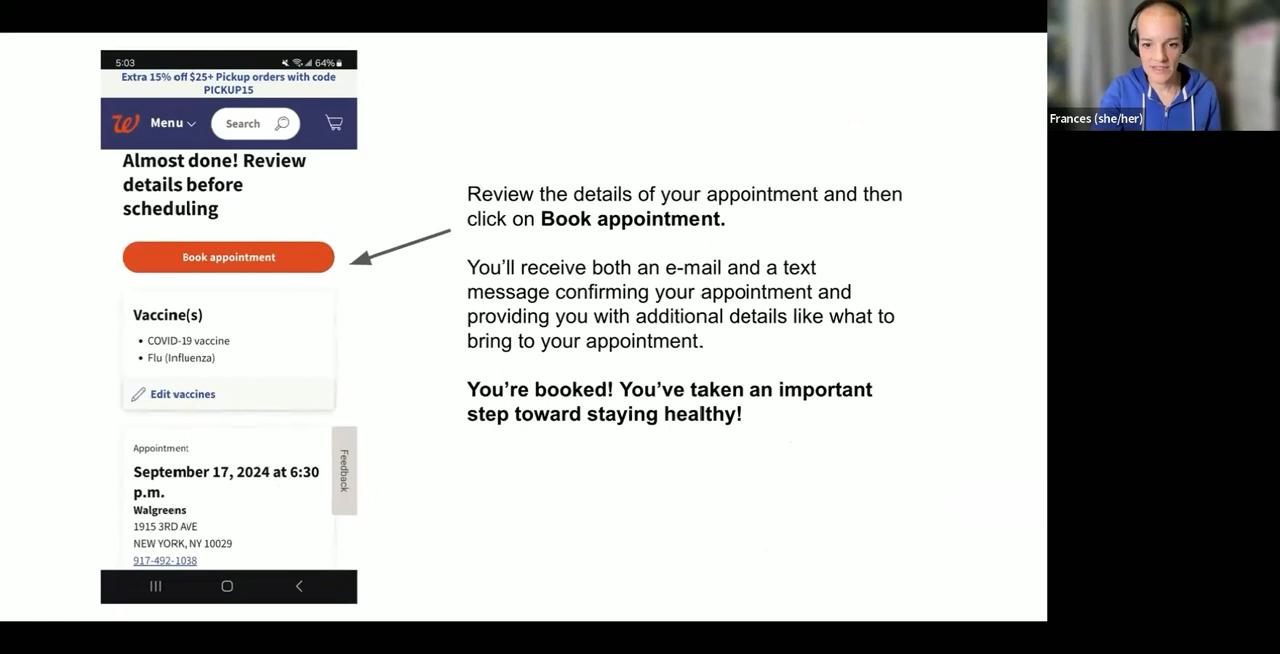 5:03
64%
Extra 15% off $25+ Pickup orders with code
PICKUP15
Menu
Search
Almost done! Review
details before
scheduling
Book appointment
Vaccine(s)
• COVID-19 vaccine
• Flu (Influenza)
Edit vaccines
Feedback
Appointment:
September 17, 2024 at 6:30
p.m.
Walgreens
1915 3RD AVE
NEW YORK, NY 10029
917-492-1038
Review the details of your appointment and then
click on Book appointment.
You’ll receive both an e-mail and a text
message confirming your appointment and
providing you with additional details like what to
bring to your appointment.
You’re booked! You’ve taken an important
step toward staying healthy!
Frances (she/her)